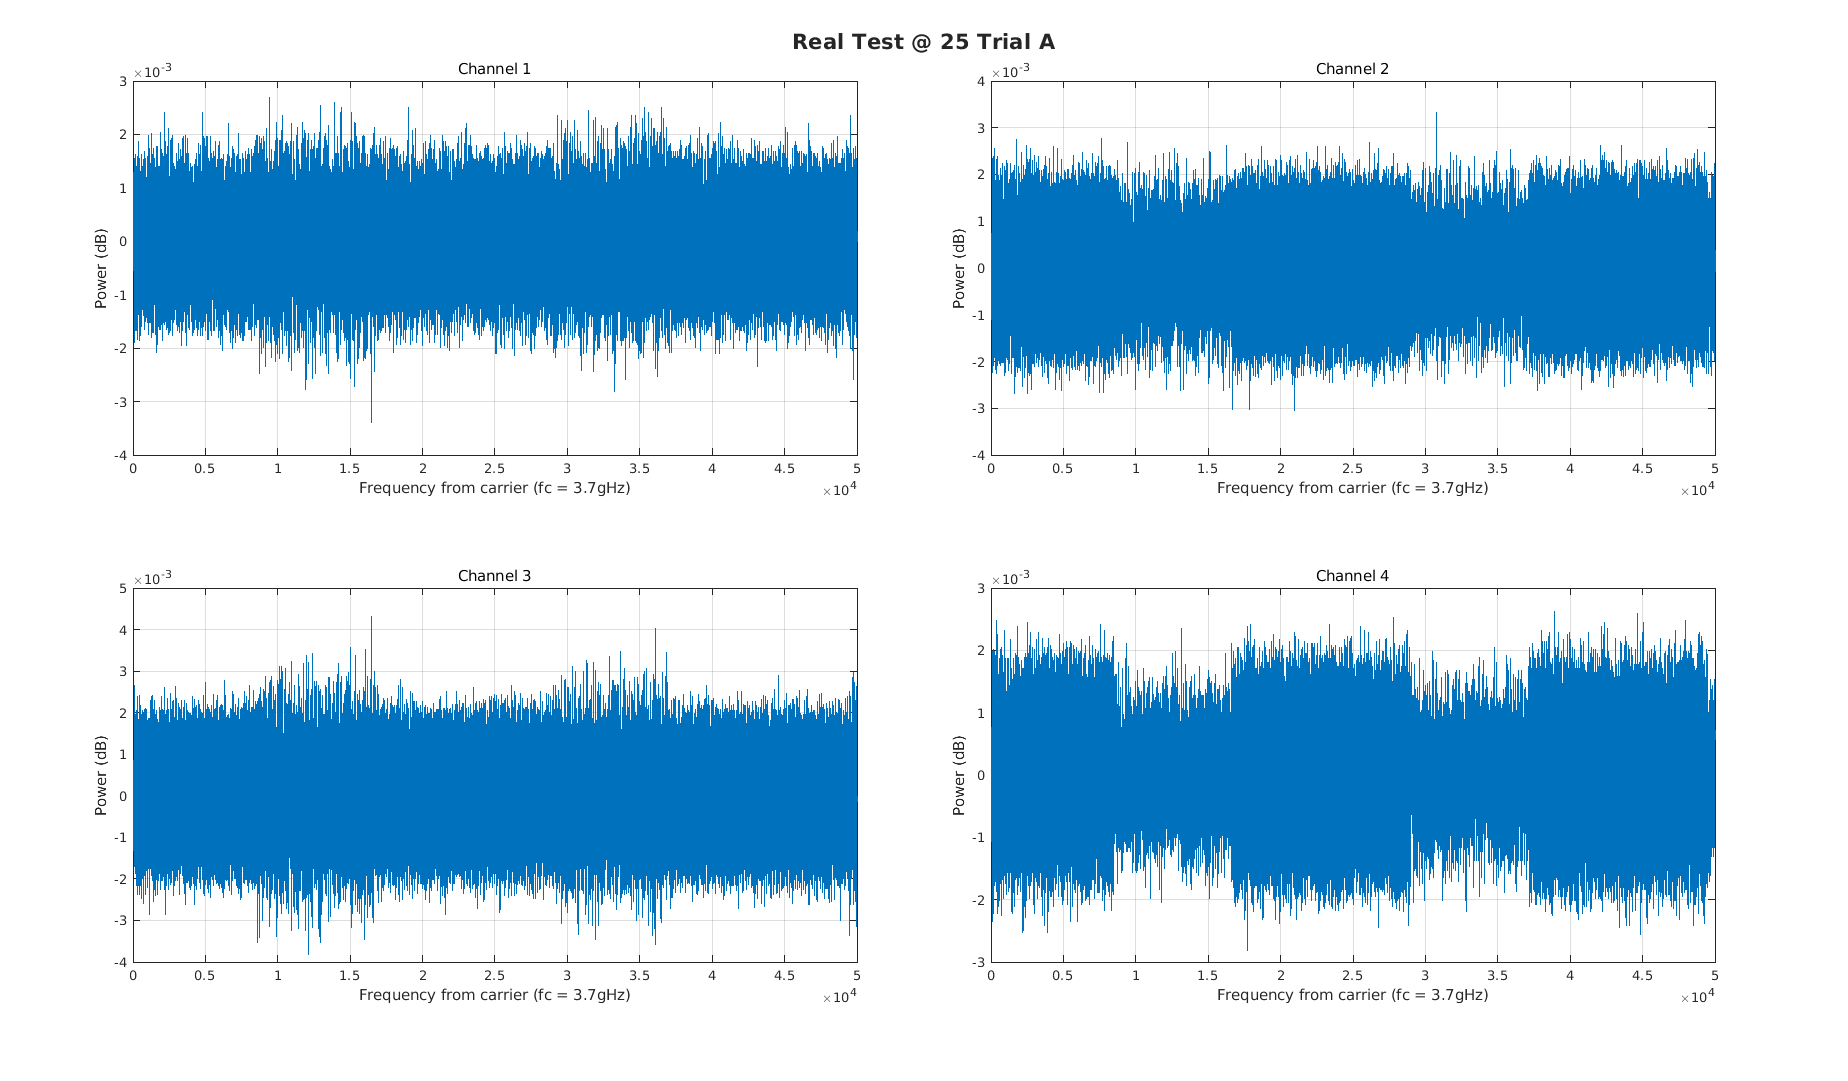 Real Test @ 25 Trial A
Channel 1
×10-3
3
2
1
0
-1
-2
-3
-4
Power (dB)
0 0.5 1 1.5 2 2.5 3 3.5 4 4.5 5
Frequency from carrier (fc = 3.7gHz)
×104
Channel 2
×10-3
4
3
2
1
0
-1
-2
-3
-4
Power (dB)
0 0.5 1 1.5 2 2.5 3 3.5 4 4.5 5
Frequency from carrier (fc = 3.7gHz)
×104
Channel 3
×10-3
5
4
3
2
1
0
-1
-2
-3
-4
Power (dB)
0 0.5 1 1.5 2 2.5 3 3.5 4 4.5 5
Frequency from carrier (fc = 3.7gHz)
×104
Channel 4
×10-3
3
2
1
0
-1
-2
-3
Power (dB)
0 0.5 1 1.5 2 2.5 3 3.5 4 4.5 5
Frequency from carrier (fc = 3.7gHz)
×104